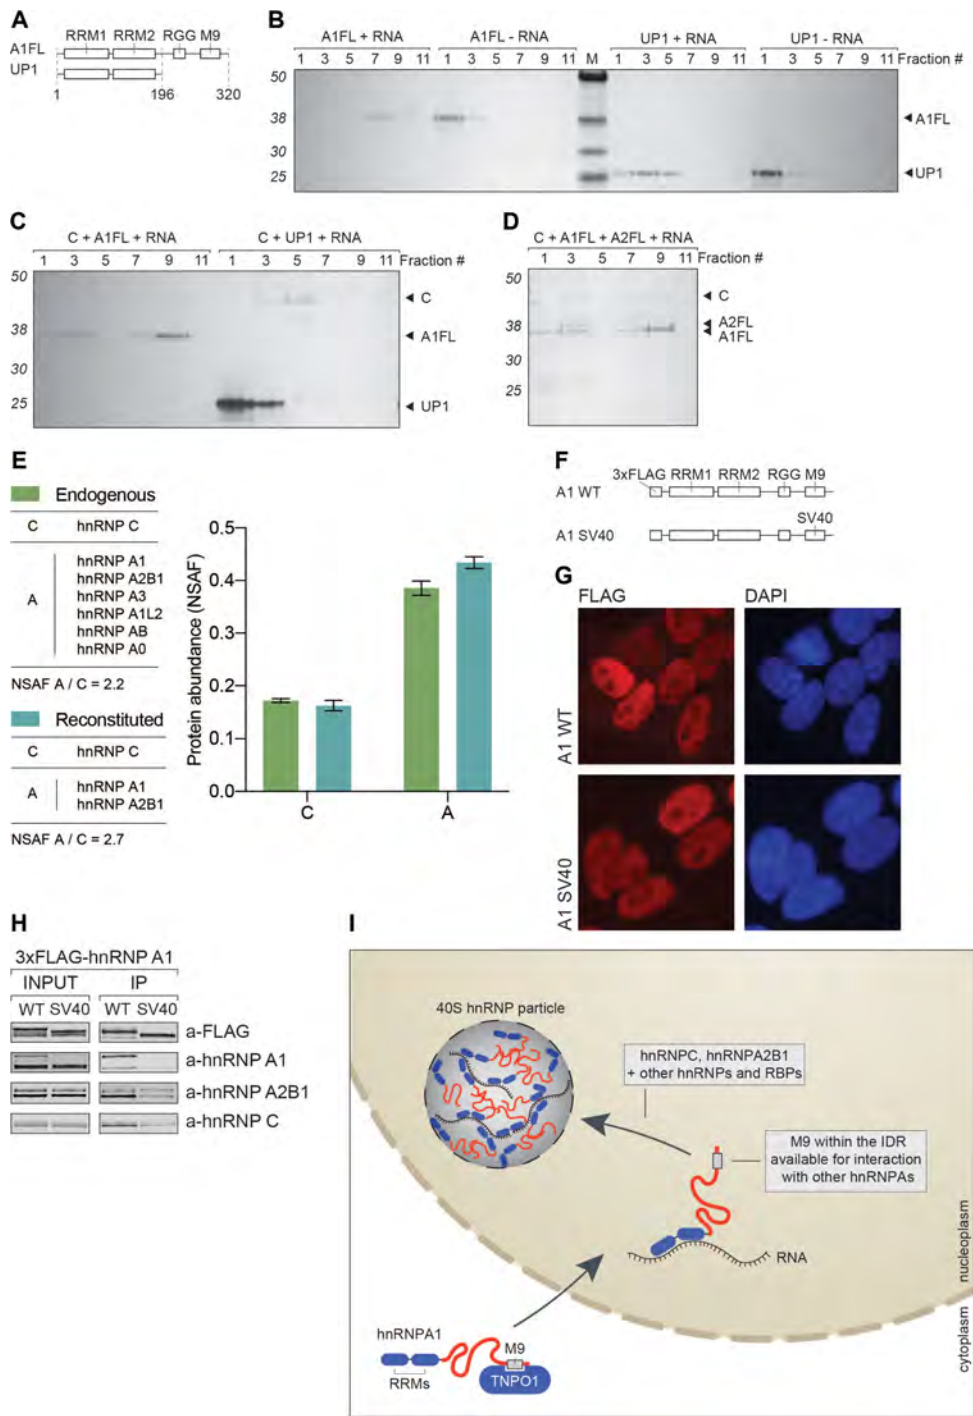 A
RRM1 RRM2 RGG M9
A1FL
UP1
1 196 320
B
A1FL + RNA A1FL - RNA UP1 + RNA UP1 - RNA
1 3 5 7 9 11 1 3 5 7 9 11 M 1 3 5 7 9 11 1 3 5 7 9 11 Fraction #
50
38
30
25
A1FL
UP1
C
C + A1FL + RNA C + UP1 + RNA
1 3 5 7 9 11 1 3 5 7 9 11 Fraction #
50
38
30
25
C
A1FL
UP1
D
C + A1FL + A2FL + RNA
1 3 5 7 9 11 Fraction #
50
38
30
25
C
A2FL
A1FL
E
Endogenous
C hnRNP C
A
hnRNP A1
hnRNP A2B1
hnRNP A3
hnRNP A1L2
hnRNP AB
hnRNP A0
NSAF A / C = 2.2
Reconstituted
C hnRNP C
A
hnRNP A1
hnRNP A2B1
NSAF A / C = 2.7
Protein abundance (NSAF)
0.5
0.4
0.3
0.2
0.1
0.0
C A
F
3xFLAG RRM1 RRM2 RGG M9
A1 WT
SV40
A1 SV40
G
FLAG DAPI
A1 WT
A1 SV40
H
3xFLAG-hnRNP A1
INPUT IP
WT SV40 WT SV40
a-FLAG
a-hnRNP A1
a-hnRNP A2B1
a-hnRNP C
I
40S hnRNP particle
hnRNPC, hnRNPA2B1
+ other hnRNPs and RBPs
M9 within the IDR
available for interaction
with other hnRNPAs
RNA
nucleoplasm
cytoplasm
hnRNPA1
M9
RRMs
TNPO1